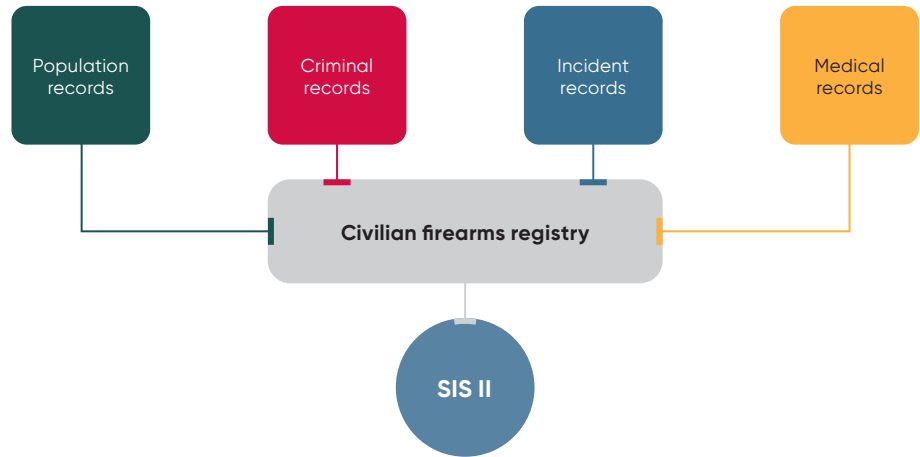 Population
records
Criminal
records
Incident
records
Medical
records
Civilian firearms registry
SIS II